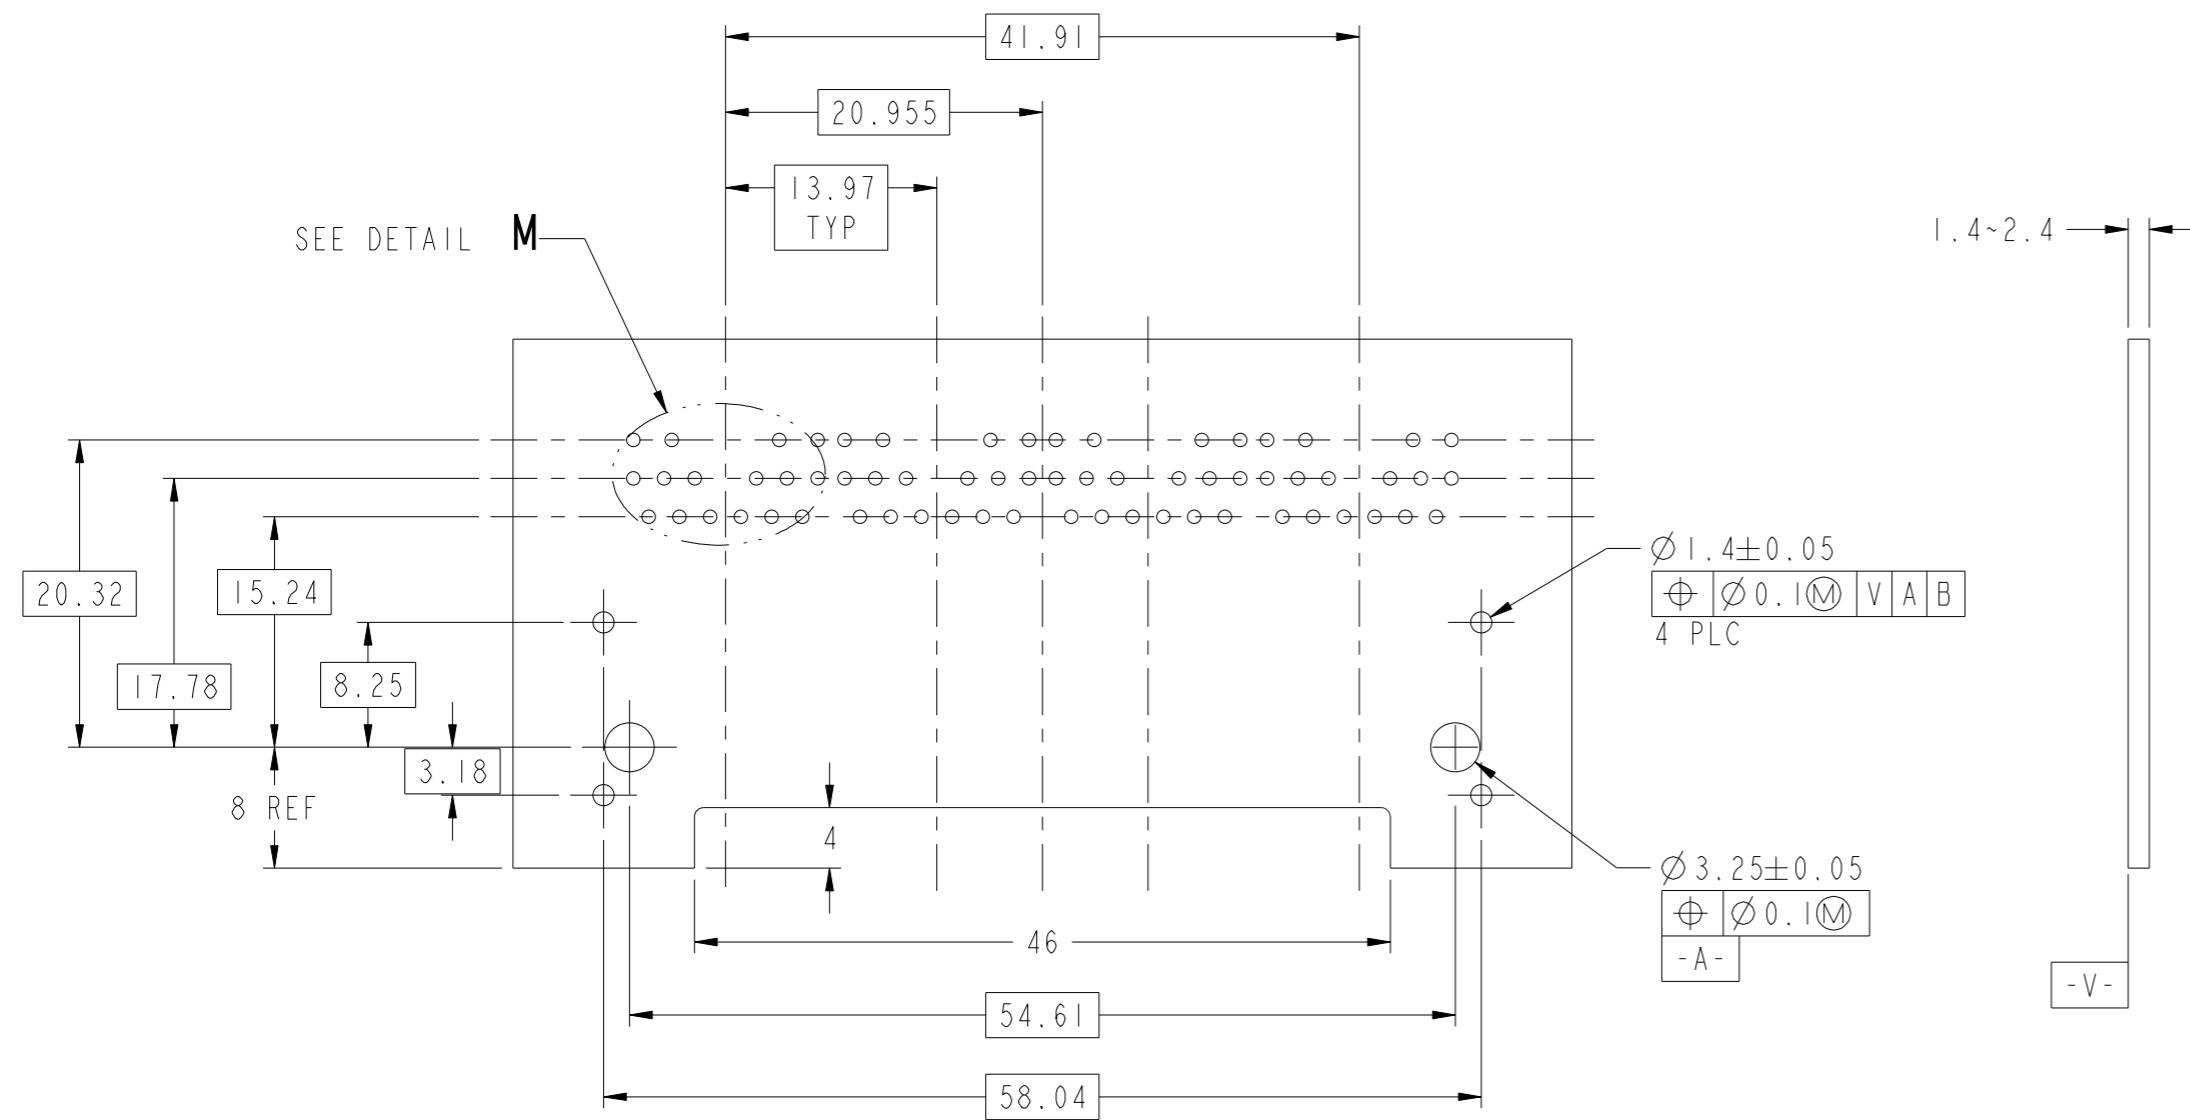 41.91
20.955
13.97
TYP
SEE DETAIL M
1.4~2.4
Ø1.4±0.05
⌖ Ø0.1Ⓜ V A B
4 PLC
20.32
15.24
17.78
8.25
3.18
8 REF
4
Ø3.25±0.05
⌖ Ø0.1Ⓜ
-A-
46
-V-
54.61
58.04